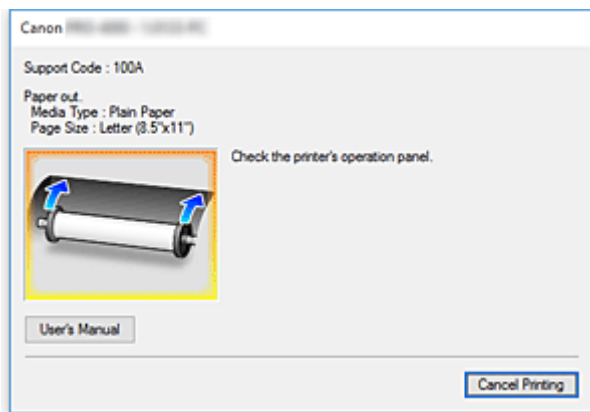 Canon
Support Code : 100A
Paper out.
Media Type : Plain Paper
Page Size : Letter (8.5"x11")
Check the printer's operation panel.
User's Manual
Cancel Printing